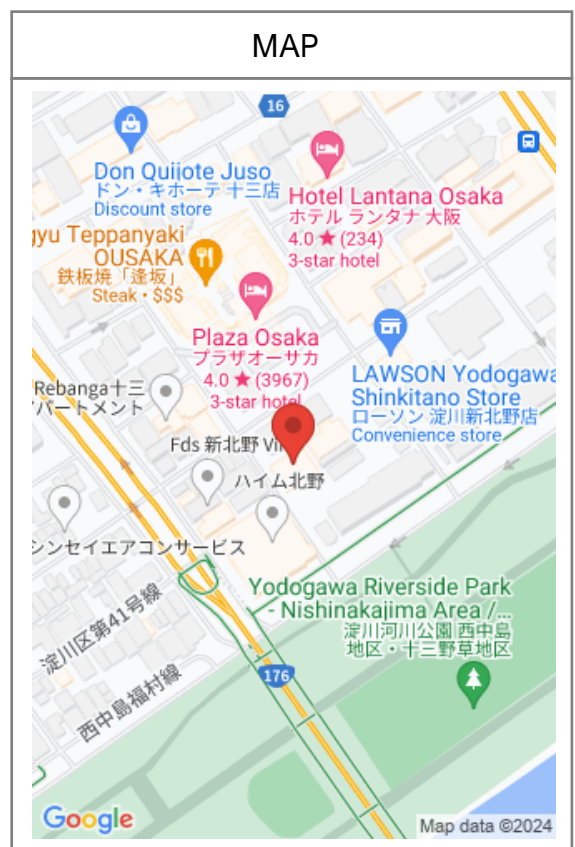 MAP
16
Don Quijote Juso
ドン・キホーテ 十三店
Discount store
Hotel Lantana Osaka
ホテル ランタナ 大阪
4.0 ★ (234)
3-star hotel
gyu Teppanyaki
OUSAKA
鉄板焼「逢坂」
Steak • $$$
Plaza Osaka
プラザオーサカ
4.0 ★ (3967)
3-star hotel
LAWSON Yodogawa
Shinkitano Store
ローソン 淀川新北野店
Convenience store
Rebanga十三
パートメント
Fds 新北野 Vi
ハイム北野
シンセイエアコンサービス
Yodogawa Riverside Park
- Nishinakajima Area /...
淀川河川公園 西中島
地区・十三野草地区
淀川区第41号線
西中島福村線
176
Google
Map data ©2024